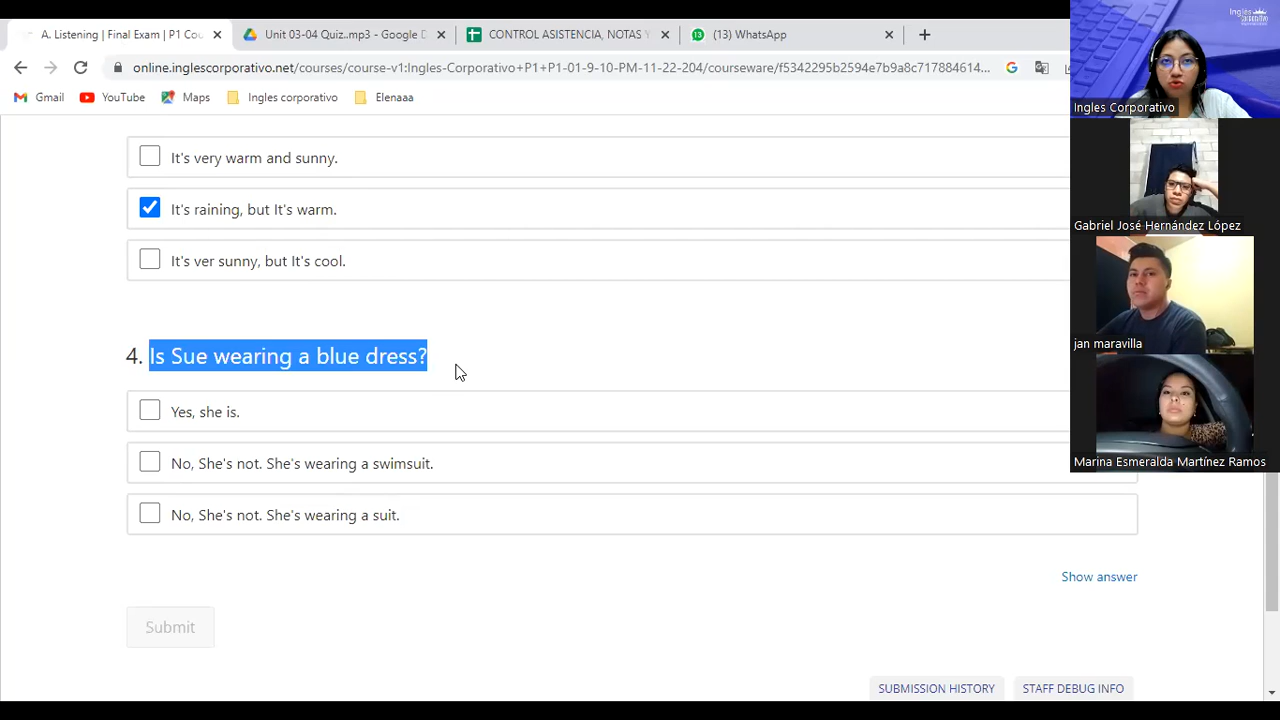 A. Listening | Final Exam | P1 Cou
Unit 03-04 Quiz..mp3 - Google D
CONTROL ASISTENCIA, NOTAS Y
(13) WhatsApp
online.inglescorporativo.net/courses/course-v1:Ingles-Corporativo+P1+P1-01-9-10-PM-11-22-204/courseware/f5342295b2594e7b953e717884614...
Gmail
YouTube
Maps
Ingles corporativo
Elenaaa
It's very warm and sunny.
It's raining, but It's warm.
It's ver sunny, but It's cool.
4. Is Sue wearing a blue dress?
Yes, she is.
No, She's not. She's wearing a swimsuit.
No, She's not. She's wearing a suit.
Show answer
Submit
SUBMISSION HISTORY
STAFF DEBUG INFO
Ingles Corporativo
Gabriel José Hernández López
jan maravilla
Marina Esmeralda Martínez Ramos